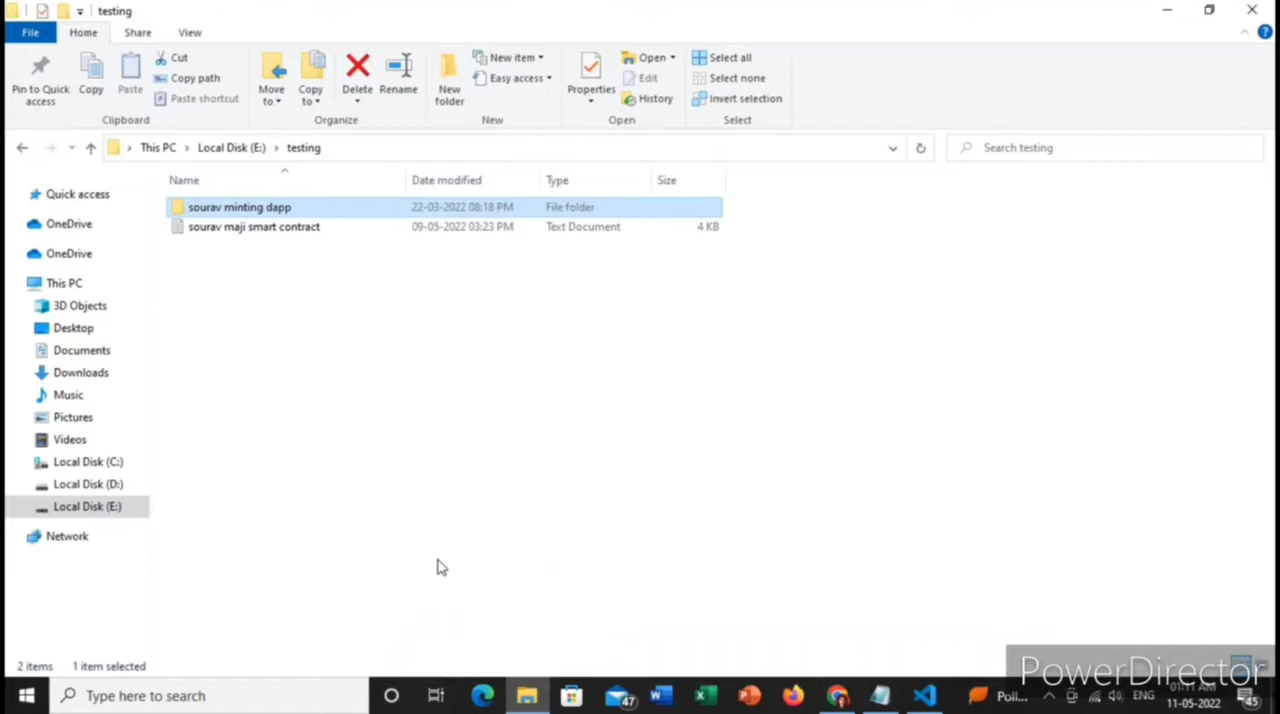 testing
File Home Share View
Pin to Quick access
Copy
Paste
Cut
Copy path
Paste shortcut
Clipboard
Move to
Copy to
Delete
Rename
Organize
New folder
New item
Easy access
New
Properties
Open
Edit
History
Open
Select all
Select none
Invert selection
Select
This PC › Local Disk (E:) › testing
Search testing
Name Date modified Type Size
sourav minting dapp 22-03-2022 08:18 PM File folder
sourav maji smart contract 09-05-2022 03:23 PM Text Document 4 KB
Quick access
OneDrive
OneDrive
This PC
3D Objects
Desktop
Documents
Downloads
Music
Pictures
Videos
Local Disk (C:)
Local Disk (D:)
Local Disk (E:)
Network
2 items 1 item selected
PowerDirector
Type here to search
47
Poll...
ENG
01:11 AM
11-05-2022
45